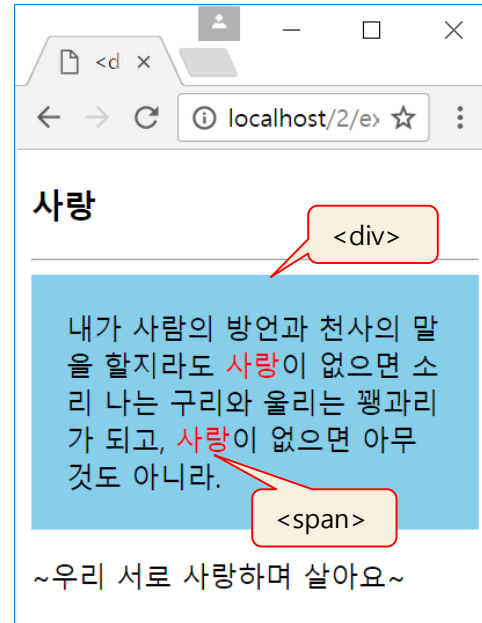 <d
localhost/2/ex
사랑
<div>
내가 사람의 방언과 천사의 말
을 할지라도 사랑이 없으면 소
리 나는 구리와 울리는 꽹과리
가 되고, 사랑이 없으면 아무
것도 아니라.
<span>
~우리 서로 사랑하며 살아요~